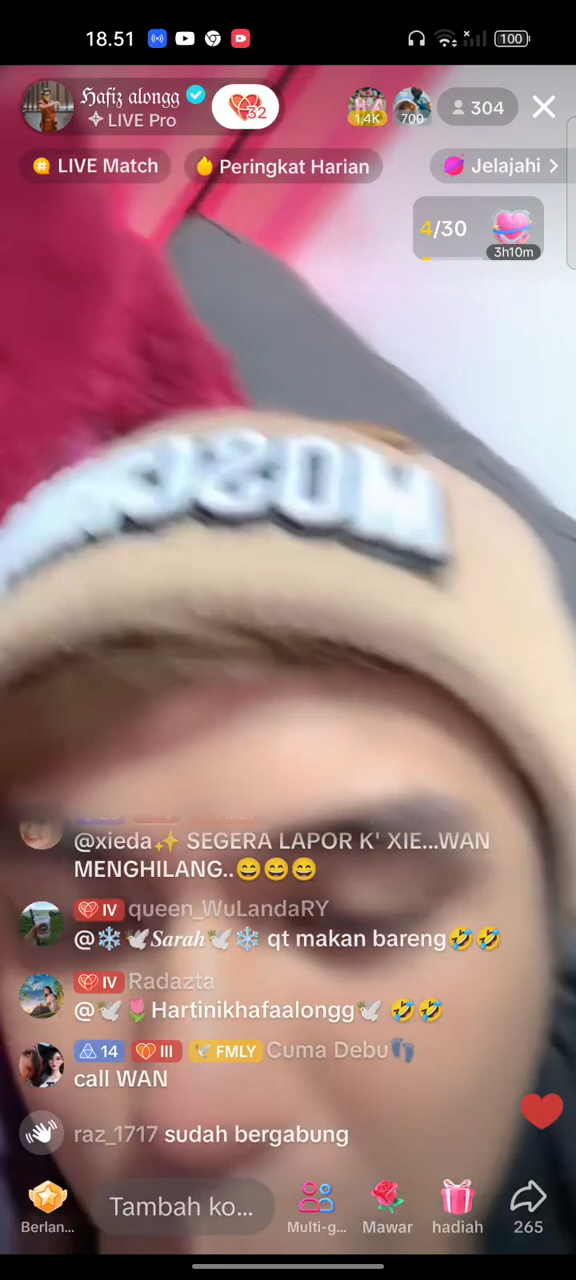 18.51
100
ℌ𝔞𝔣𝔦𝔷 𝔞𝔩𝔬𝔫𝔤𝔤
LIVE Pro
32
1,4K
700
304
LIVE Match
Peringkat Harian
Jelajahi >
4/30
3h10m
MOSC
@xieda✨ SEGERA LAPOR K' XIE...WAN
MENGHILANG..😄😄😄
IV queen_WuLandaRY
@❄️🕊️𝑺𝒂𝒓𝒂𝒉🕊️❄️ qt makan bareng🤣🤣
IV Radazta
@🕊️🌷Hartinikhafaalongg🕊️ 🤣🤣
14 III FMLY Cuma Debu👣
call WAN
raz_1717 sudah bergabung
Tambah ko...
Berlan...
Multi-g...
Mawar
hadiah
265